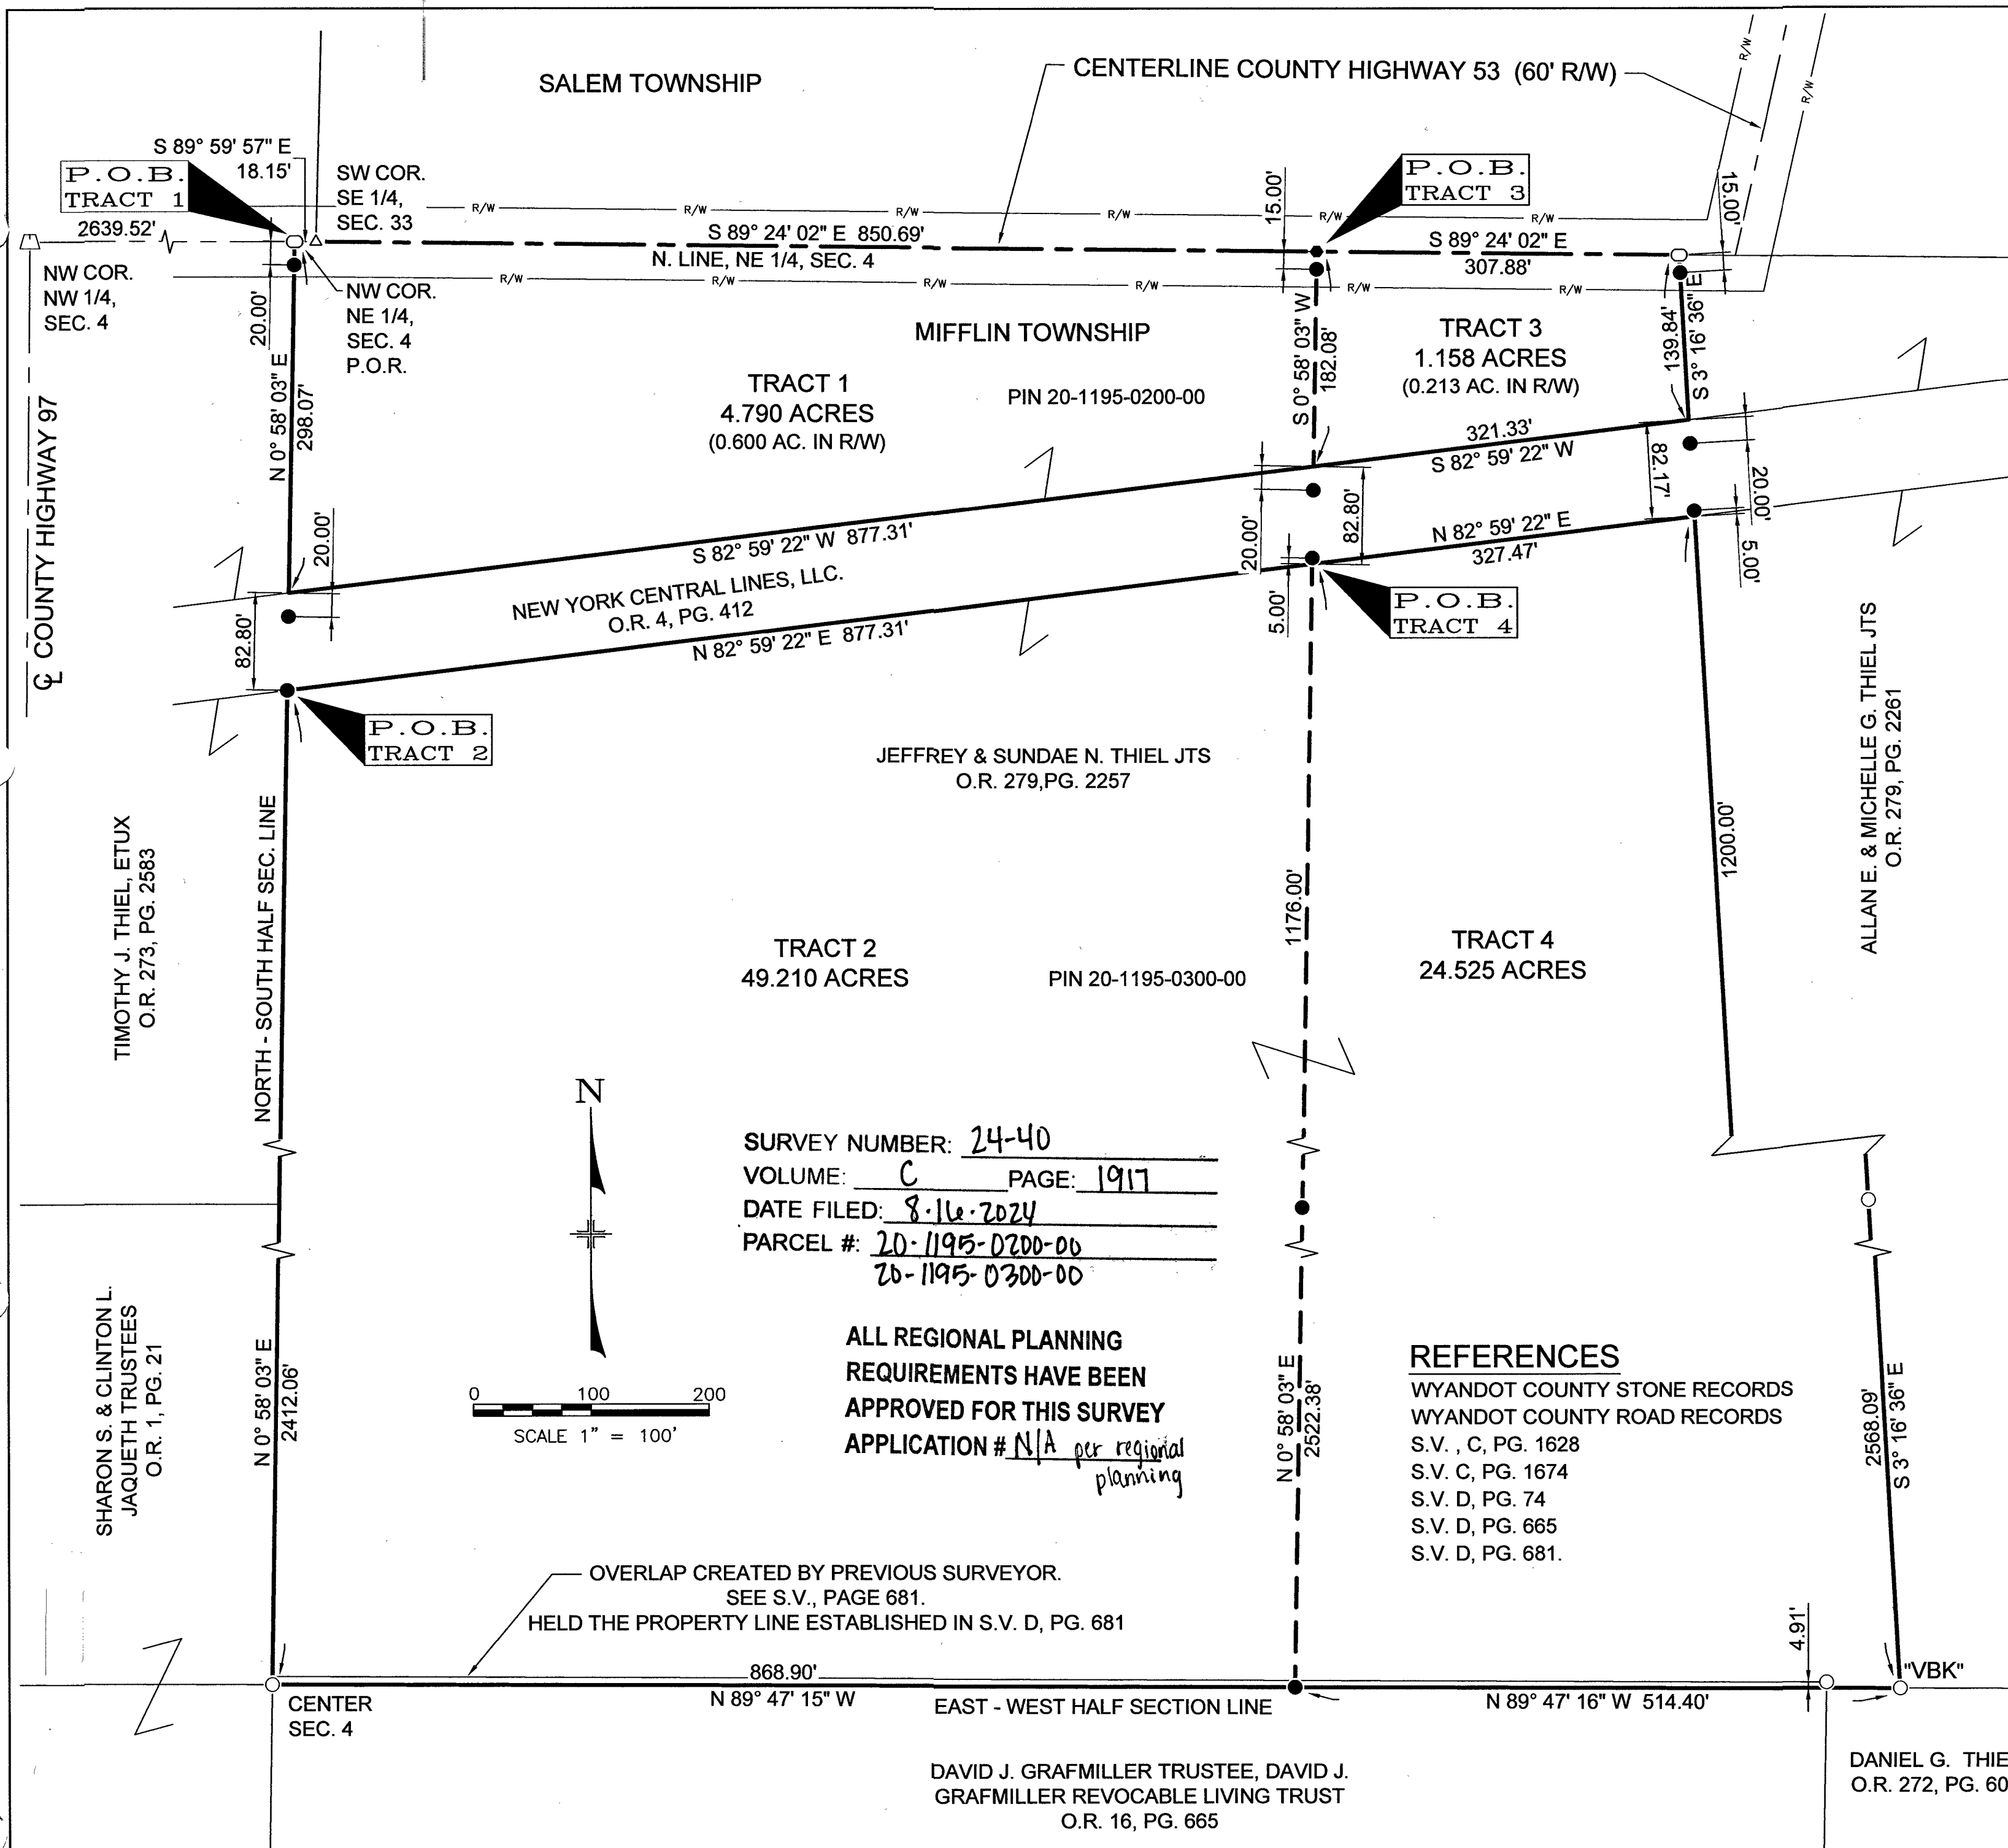 SALEM TOWNSHIP
CENTERLINE COUNTY HIGHWAY 53 (60' R/W)
R/W
R/W
S 89° 59' 57" E
18.15'
P.O.B.
TRACT 1
SW COR.
SE 1/4,
SEC. 33
P.O.B.
TRACT 3
15.00'
15.00'
R/W
R/W
R/W
R/W
R/W
R/W
2639.52'
S 89° 24' 02" E 850.69'
N. LINE, NE 1/4, SEC. 4
S 89° 24' 02" E
307.88'
R/W
R/W
R/W
R/W
R/W
R/W
NW COR.
NW 1/4,
SEC. 4
20.00'
NW COR.
NE 1/4,
SEC. 4
P.O.R.
MIFFLIN TOWNSHIP
TRACT 1
4.790 ACRES
(0.600 AC. IN R/W)
PIN 20-1195-0200-00
TRACT 3
1.158 ACRES
(0.213 AC. IN R/W)
S 0° 58' 03" W
182.08'
139.84'
S 3° 16' 36" E
N 0° 58' 03" E
298.07'
℄ COUNTY HIGHWAY 97
321.33'
S 82° 59' 22" W
82.17'
20.00'
5.00'
20.00'
82.80'
S 82° 59' 22" W 877.31'
NEW YORK CENTRAL LINES, LLC.
O.R. 4, PG. 412
N 82° 59' 22" E 877.31'
20.00'
82.80'
5.00'
N 82° 59' 22" E
327.47'
P.O.B.
TRACT 4
P.O.B.
TRACT 2
JEFFREY & SUNDAE N. THIEL JTS
O.R. 279,PG. 2257
ALLAN E. & MICHELLE G. THIEL JTS
O.R. 279, PG. 2261
TIMOTHY J. THIEL, ETUX
O.R. 273, PG. 2583
NORTH - SOUTH HALF SEC. LINE
1176.00'
1200.00'
TRACT 2
49.210 ACRES
PIN 20-1195-0300-00
TRACT 4
24.525 ACRES
N
SURVEY NUMBER: 24-40
VOLUME: C PAGE: 1917
DATE FILED: 8.16.2024
PARCEL #: 20-1195-0200-00
20-1195-0300-00
ALL REGIONAL PLANNING
REQUIREMENTS HAVE BEEN
APPROVED FOR THIS SURVEY
APPLICATION # N/A per regional
planning
0 100 200
SCALE 1" = 100'
SHARON S. & CLINTON L.
JAQUETH TRUSTEES
O.R. 1, PG. 21
N 0° 58' 03" E
2412.06'
N 0° 58' 03" E
2522.38'
REFERENCES
WYANDOT COUNTY STONE RECORDS
WYANDOT COUNTY ROAD RECORDS
S.V. , C, PG. 1628
S.V. C, PG. 1674
S.V. D, PG. 74
S.V. D, PG. 665
S.V. D, PG. 681.
2568.09'
S 3° 16' 36" E
OVERLAP CREATED BY PREVIOUS SURVEYOR.
SEE S.V., PAGE 681.
HELD THE PROPERTY LINE ESTABLISHED IN S.V. D, PG. 681
4.91'
"VBK"
868.90'
N 89° 47' 15" W
EAST - WEST HALF SECTION LINE
N 89° 47' 16" W 514.40'
CENTER
SEC. 4
DAVID J. GRAFMILLER TRUSTEE, DAVID J.
GRAFMILLER REVOCABLE LIVING TRUST
O.R. 16, PG. 665
DANIEL G. THIE
O.R. 272, PG. 60